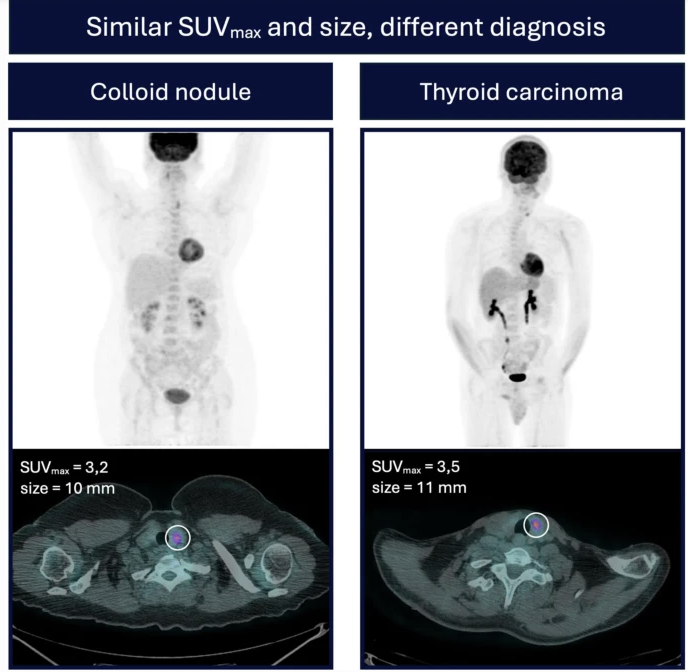 Similar SUVmax and size, different diagnosis
Colloid nodule
Thyroid carcinoma
SUVmax = 3,2
size = 10 mm
SUVmax = 3,5
size = 11 mm